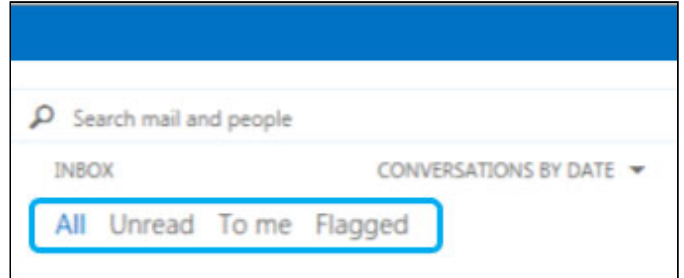 Search mail and people
INBOX CONVERSATIONS BY DATE
All Unread To me Flagged